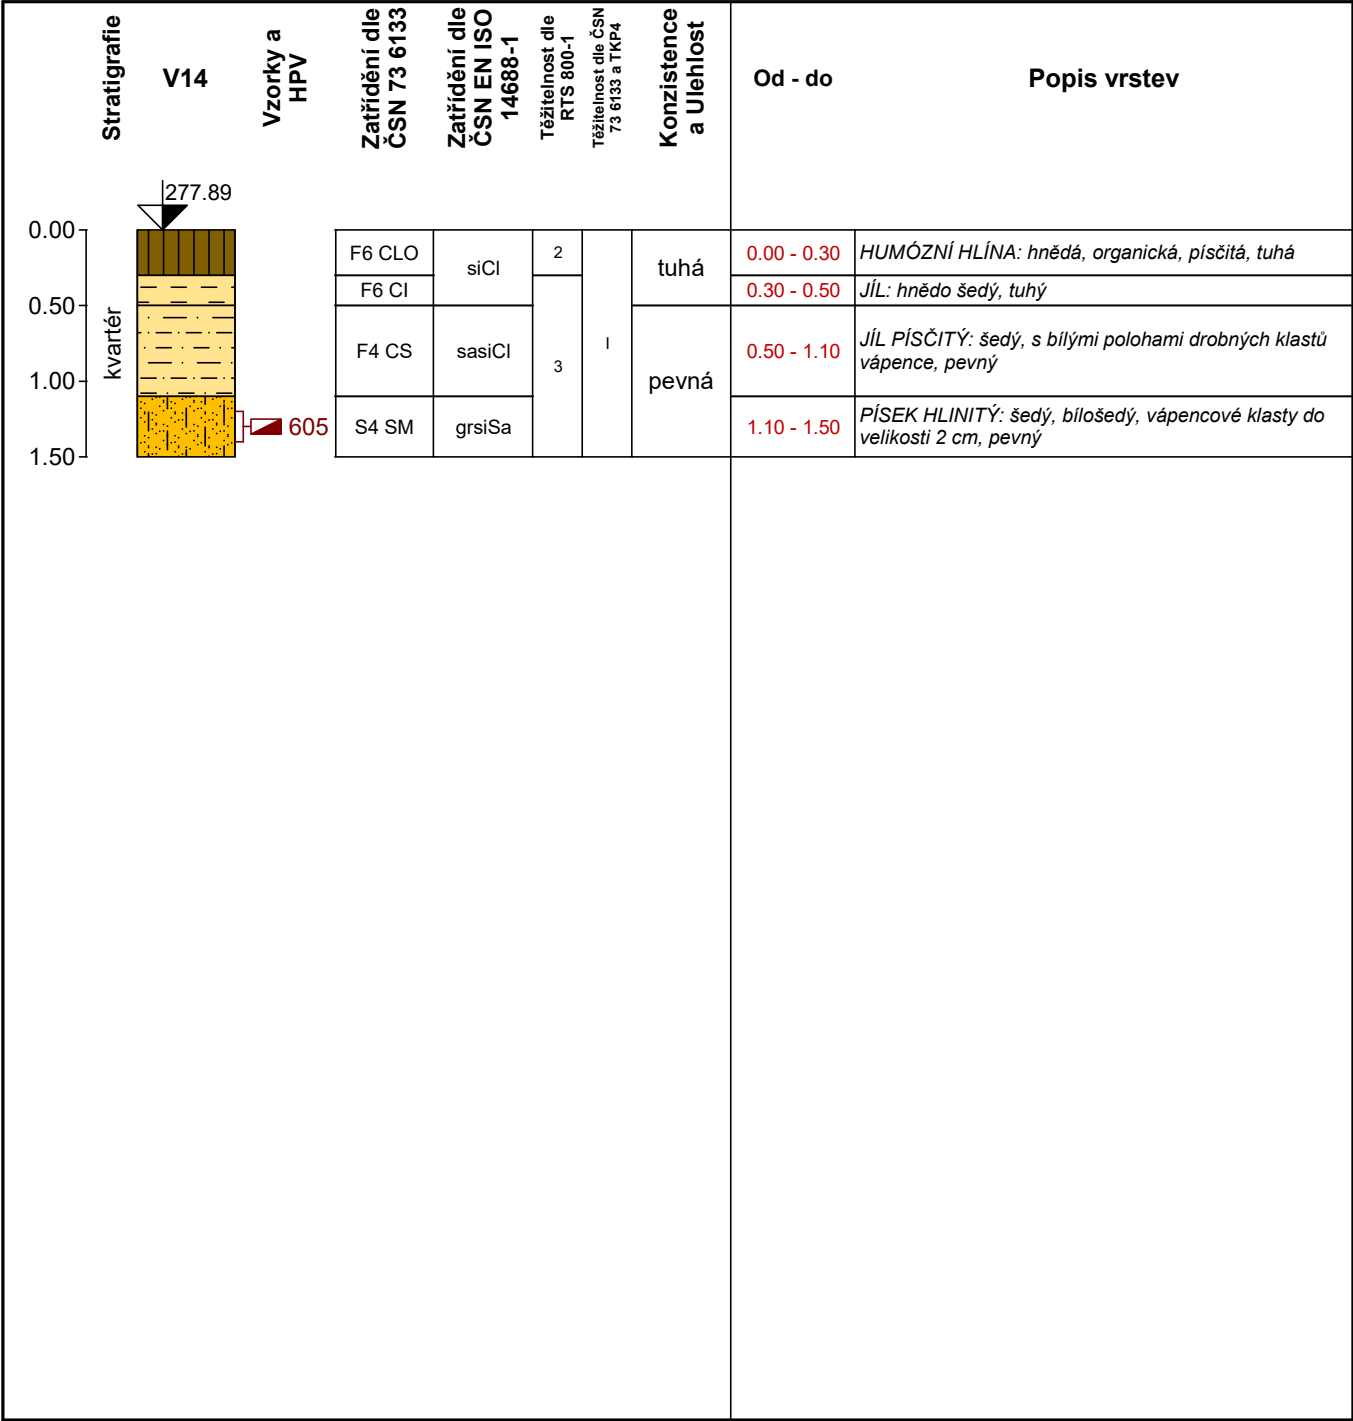 Stratigrafie
V14
Vzorky a
HPV
Zatřídění dle
ČSN 73 6133
Zatřídění dle
ČSN EN ISO
14688-1
Těžitelnost dle
RTS 800-1
Těžitelnost dle ČSN
73 6133 a TKP4
Konzistence
a Ulehlost
Od - do
Popis vrstev
277.89
0.00
0.50
1.00
1.50
kvartér
605
F6 CLO
siCl
2
I
tuhá
0.00 - 0.30
HUMÓZNÍ HLÍNA: hnědá, organická, písčitá, tuhá
F6 CI
3
0.30 - 0.50
JÍL: hnědo šedý, tuhý
F4 CS
sasiCl
pevná
0.50 - 1.10
JÍL PÍSČITÝ: šedý, s bílými polohami drobných klastů
vápence, pevný
S4 SM
grsiSa
1.10 - 1.50
PÍSEK HLINITÝ: šedý, bílošedý, vápencové klasty do
velikosti 2 cm, pevný